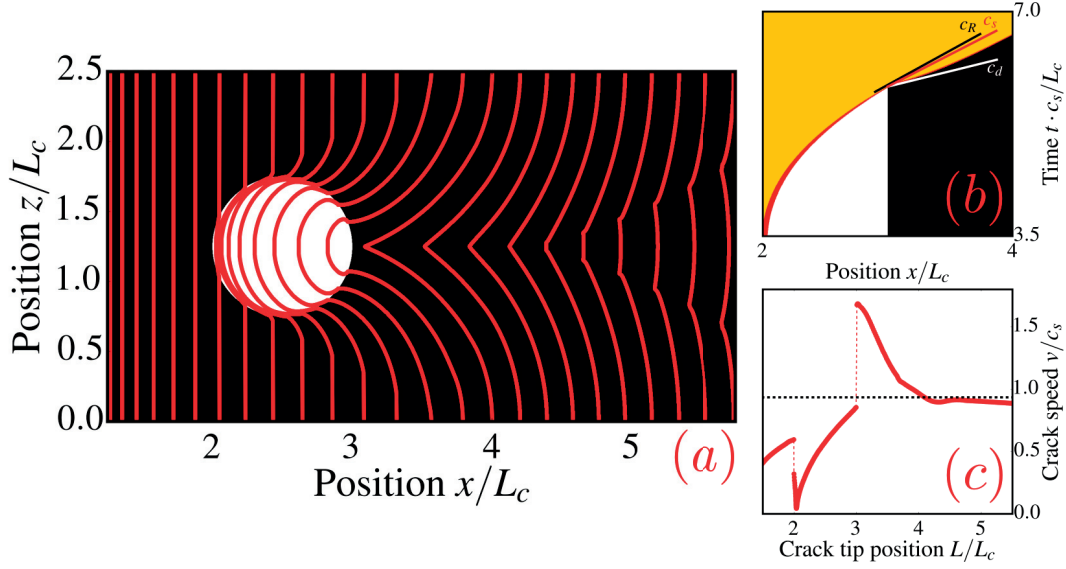 2.5
2.0
1.5
1.0
0.5
0.0
Position z/L_c
2
3
4
5
Position x/L_c
(a)
c_R
c_s
c_d
7.0
3.5
Time t · c_s/L_c
2
4
Position x/L_c
(b)
1.5
1.0
0.5
0.0
Crack speed v/c_s
2
3
4
5
Crack tip position L/L_c
(c)